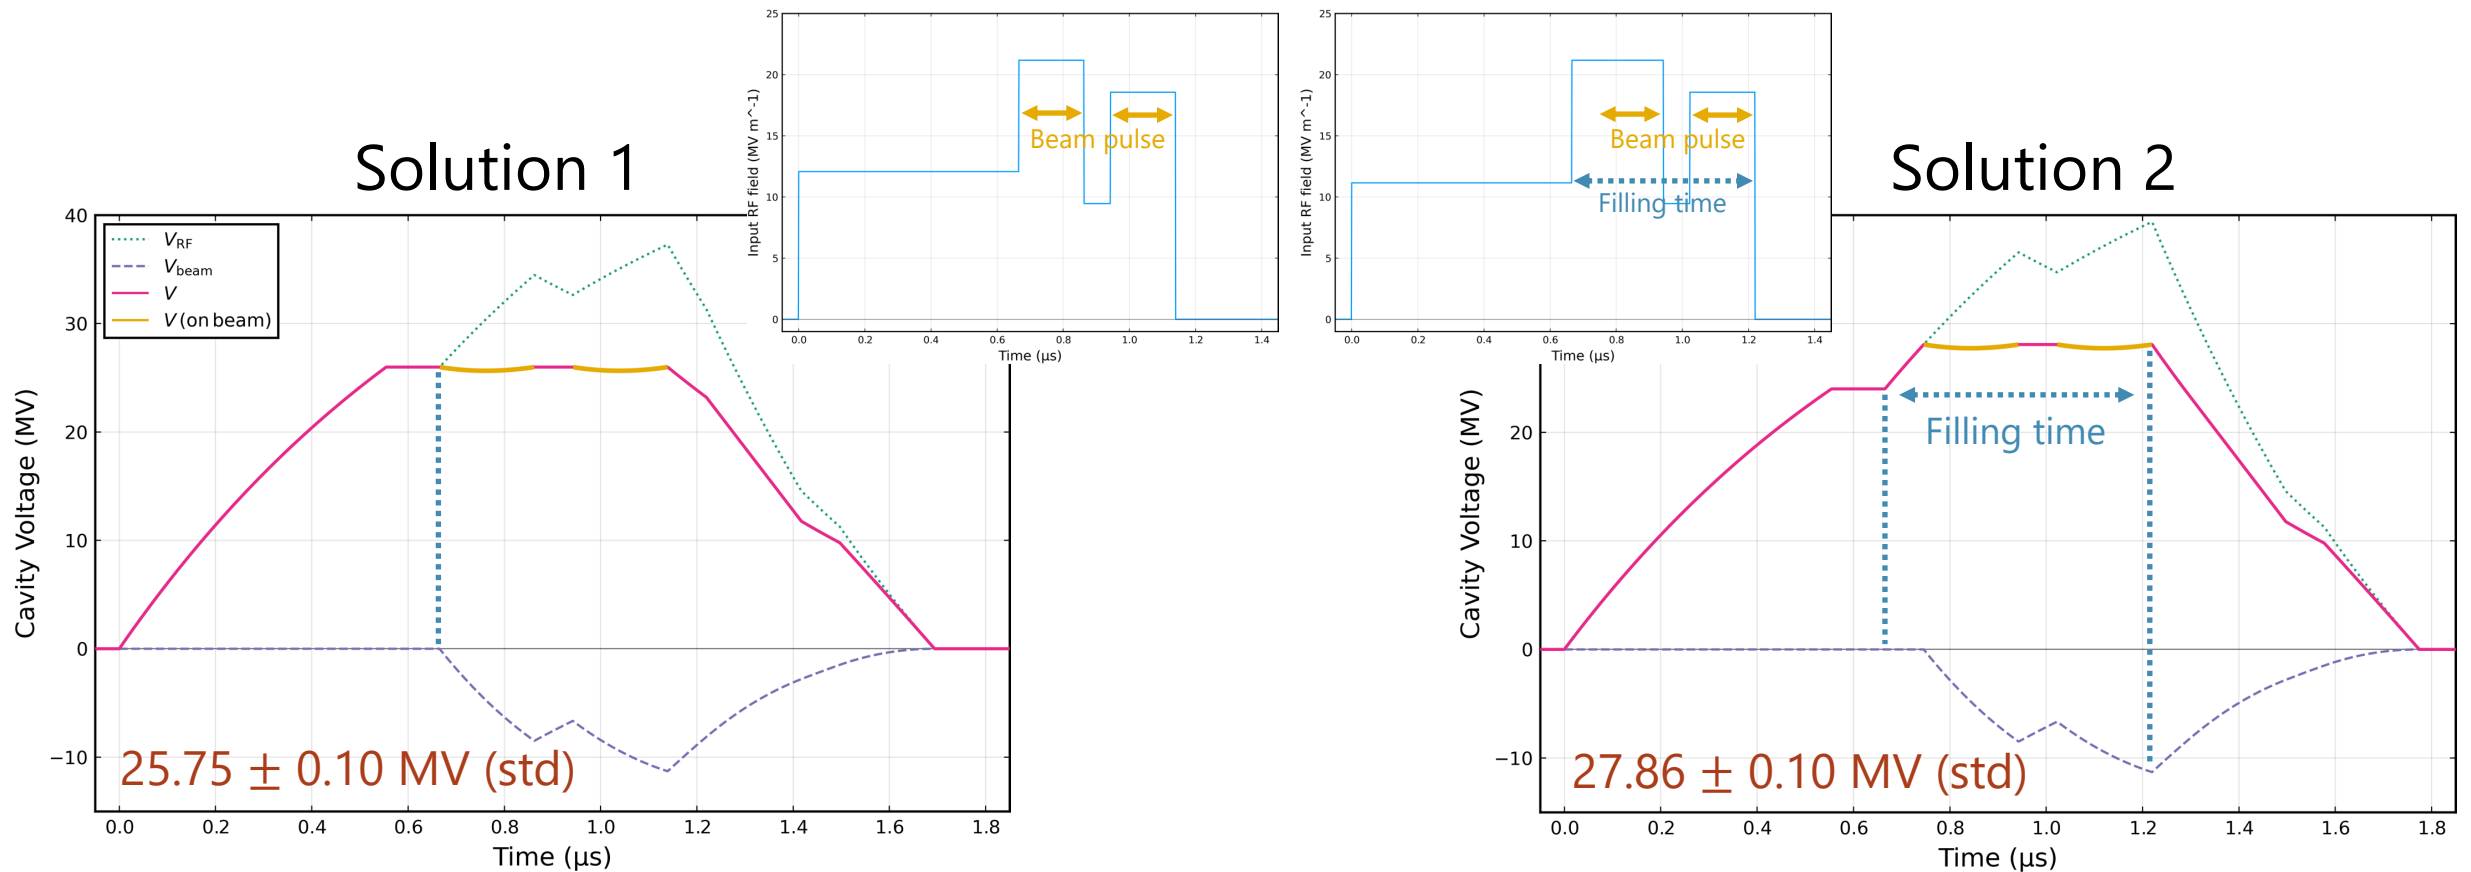 Solution 1
40
30
20
10
0
−10
Cavity Voltage (MV)
V_RF
V_beam
V
V (on beam)
25.75 ± 0.10 MV (std)
0.0 0.2 0.4 0.6 0.8 1.0 1.2 1.4 1.6 1.8
Time (μs)
25
20
15
10
5
0
Input RF field (MV m^-1)
Beam pulse
0.0 0.2 0.4 0.6 0.8 1.0 1.2 1.4
Time (μs)
25
20
15
10
5
0
Input RF field (MV m^-1)
Beam pulse
Filling time
0.0 0.2 0.4 0.6 0.8 1.0 1.2 1.4
Time (μs)
Solution 2
20
10
0
−10
Cavity Voltage (MV)
Filling time
27.86 ± 0.10 MV (std)
0.0 0.2 0.4 0.6 0.8 1.0 1.2 1.4 1.6 1.8
Time (μs)